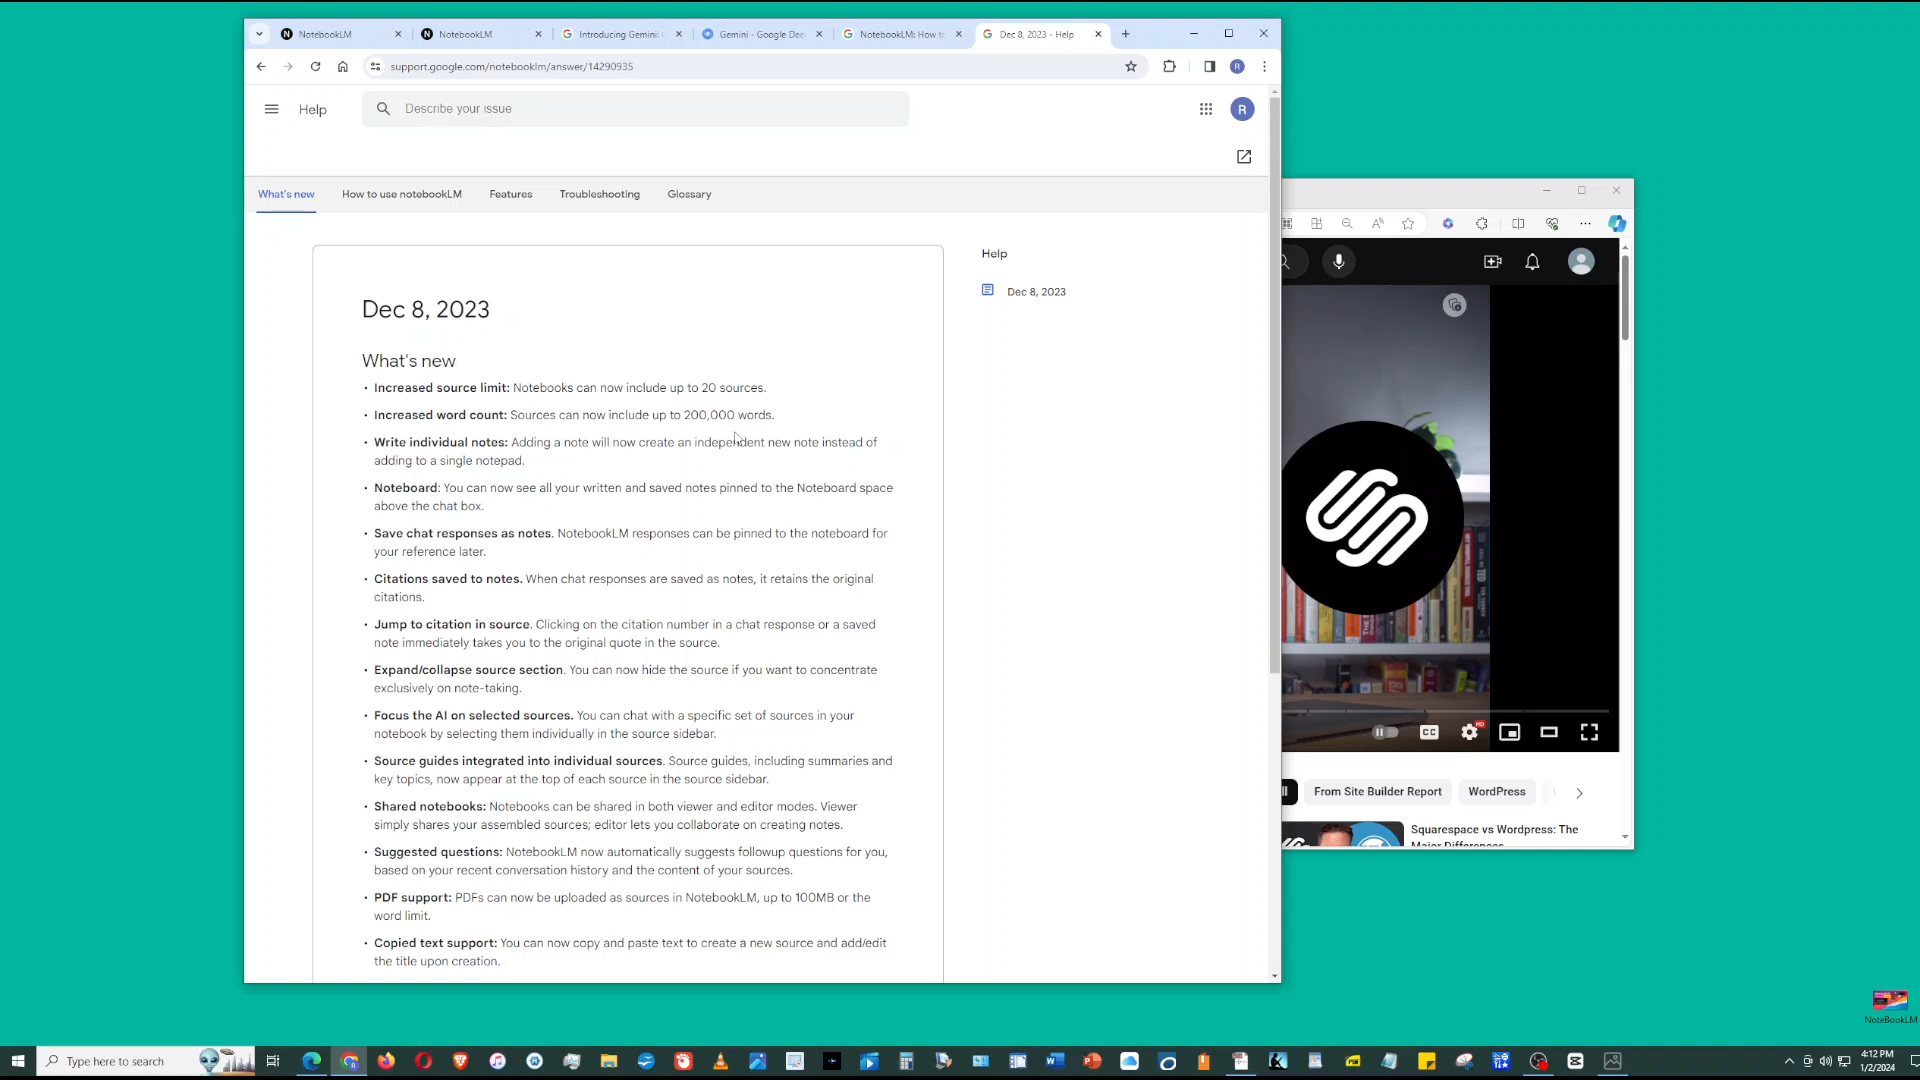 NotebookLM
NotebookLM
Introducing Gemini:
Gemini - Google Dee
NotebookLM: How to
Dec 8, 2023 - Help
support.google.com/notebooklm/answer/14290935
R
Help
Describe your issue
R
What's new
How to use notebookLM
Features
Troubleshooting
Glossary
Dec 8, 2023
What's new
• Increased source limit: Notebooks can now include up to 20 sources.
• Increased word count: Sources can now include up to 200,000 words.
• Write individual notes: Adding a note will now create an independent new note instead of
adding to a single notepad.
• Noteboard: You can now see all your written and saved notes pinned to the Noteboard space
above the chat box.
• Save chat responses as notes. NotebookLM responses can be pinned to the noteboard for
your reference later.
• Citations saved to notes. When chat responses are saved as notes, it retains the original
citations.
• Jump to citation in source. Clicking on the citation number in a chat response or a saved
note immediately takes you to the original quote in the source.
• Expand/collapse source section. You can now hide the source if you want to concentrate
exclusively on note-taking.
• Focus the AI on selected sources. You can chat with a specific set of sources in your
notebook by selecting them individually in the source sidebar.
• Source guides integrated into individual sources. Source guides, including summaries and
key topics, now appear at the top of each source in the source sidebar.
• Shared notebooks: Notebooks can be shared in both viewer and editor modes. Viewer
simply shares your assembled sources; editor lets you collaborate on creating notes.
• Suggested questions: NotebookLM now automatically suggests followup questions for you,
based on your recent conversation history and the content of your sources.
• PDF support: PDFs can now be uploaded as sources in NotebookLM, up to 100MB or the
word limit.
• Copied text support: You can now copy and paste text to create a new source and add/edit
the title upon creation.
Help
Dec 8, 2023
CC
HD
From Site Builder Report
WordPress
Squarespace vs Wordpress: The
Major Differences
NoteBookLM
Type here to search
4:12 PM
1/2/2024